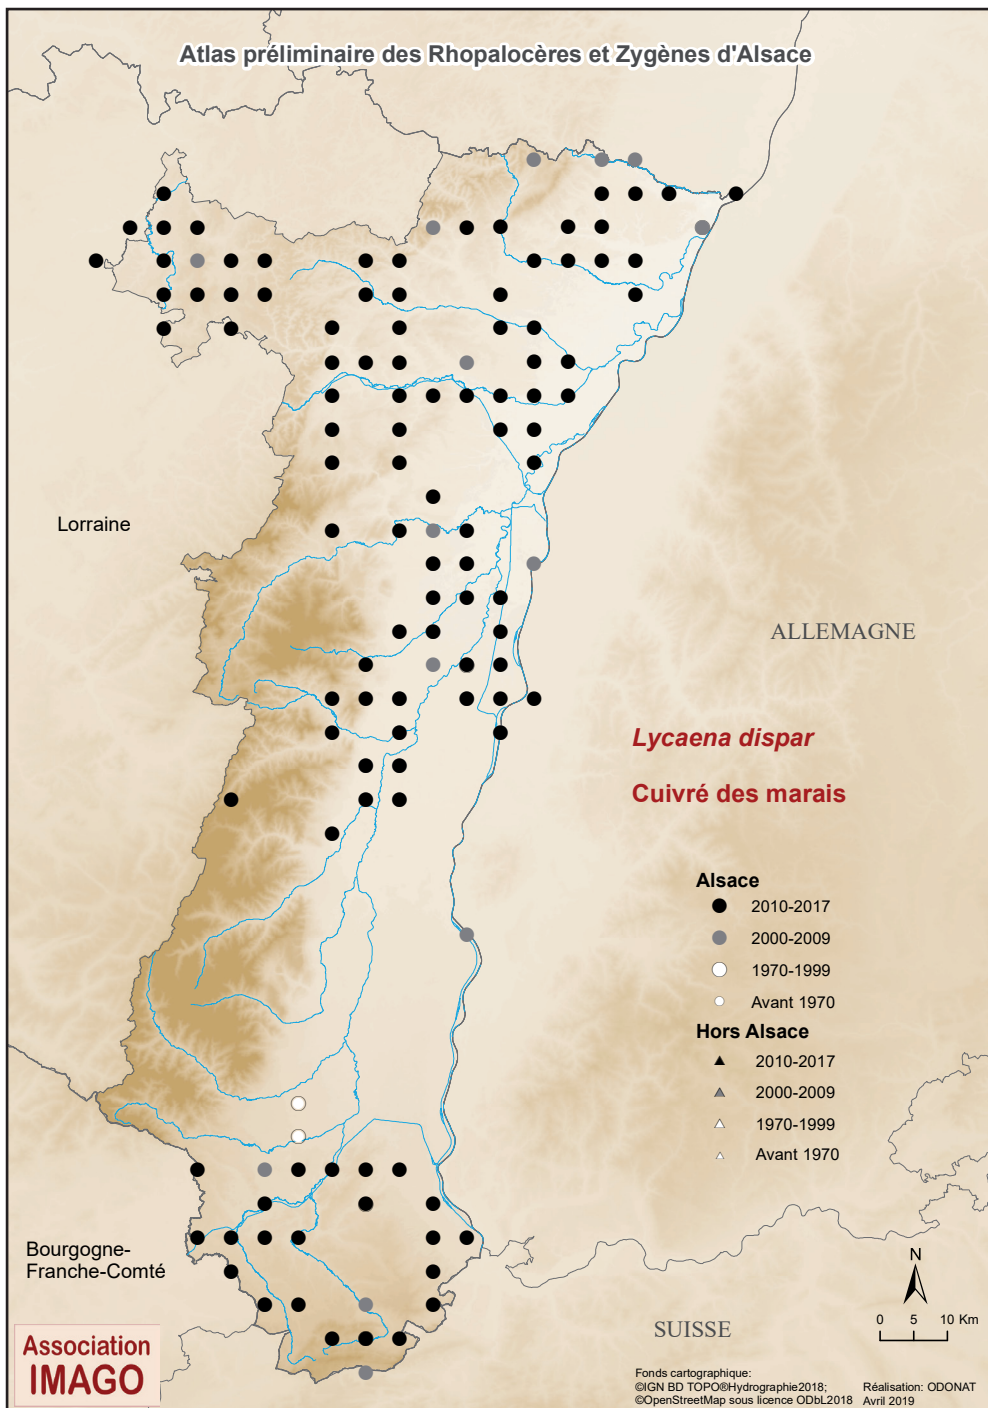 Atlas préliminaire des Rhopalocères et Zygènes d'Alsace
Lorraine
ALLEMAGNE
Lycaena dispar
Cuivré des marais
Alsace
2010-2017
2000-2009
1970-1999
Avant 1970
Hors Alsace
2010-2017
2000-2009
1970-1999
Avant 1970
Bourgogne-
Franche-Comté
N
0 5 10 Km
SUISSE
Association
IMAGO
Fonds cartographique:
©IGN BD TOPO®Hydrographie2018;
©OpenStreetMap sous licence ODbL2018
Réalisation: ODONAT
Avril 2019